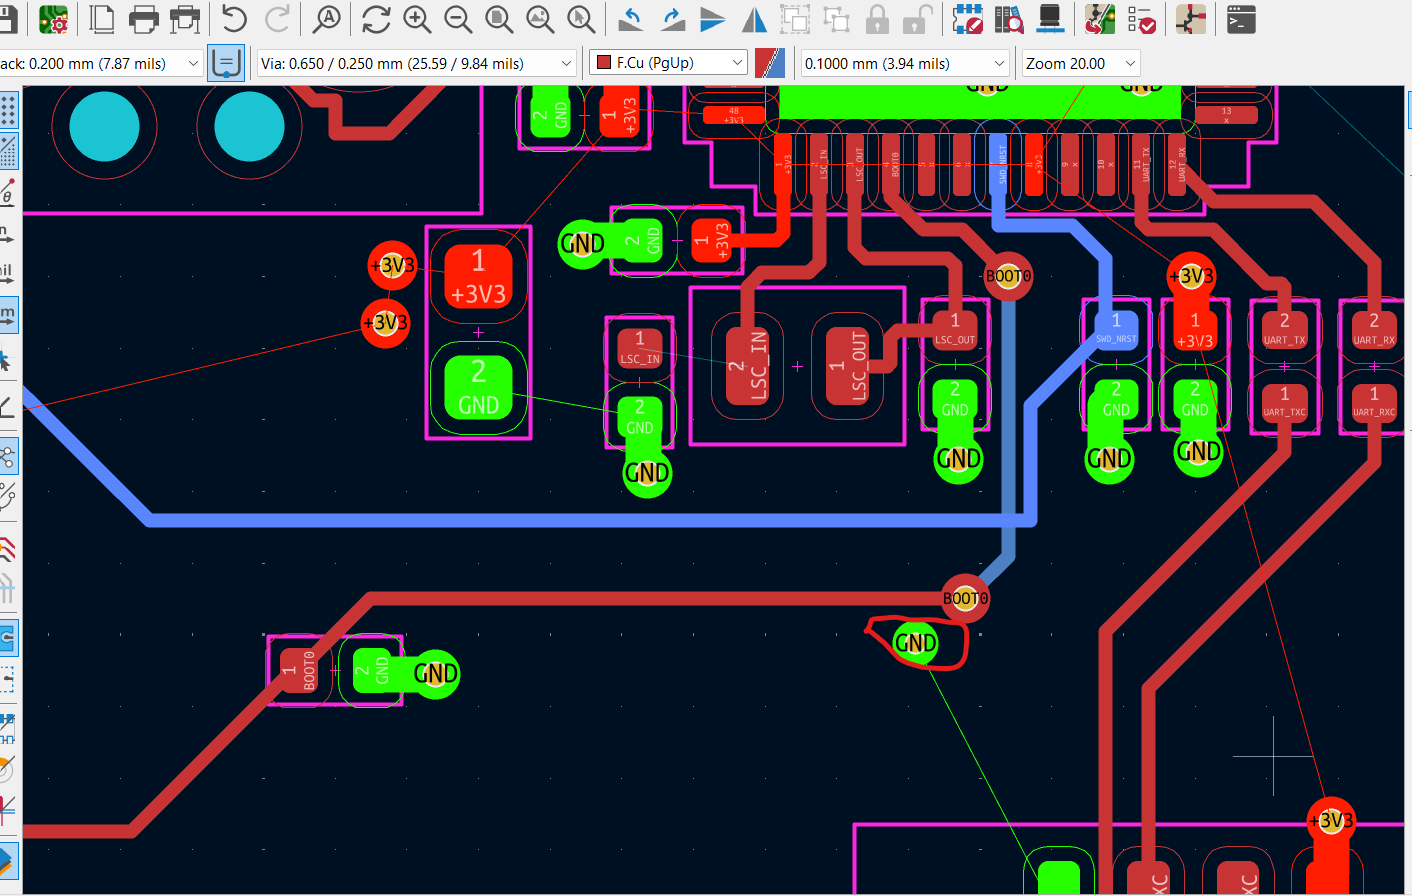 ack: 0.200 mm (7.87 mils)
Via: 0.650 / 0.250 mm (25.59 / 9.84 mils)
F.Cu (PgUp)
0.1000 mm (3.94 mils)
Zoom 20.00
2
GND
1
+3V3
48
+3V3
13
x
1
+3V3
LSC_IN
LSC_OUT
BOOT0
SWD_NRST
+3V3
9
x
10
x
11
UART_TX
12
UART_RX
GND
2
GND
1
+3V3
+3V3
+3V3
1
+3V3
2
GND
BOOT0
+3V3
1
LSC_IN
2
GND
GND
2
LSC_IN
1
LSC_OUT
1
LSC_OUT
2
GND
GND
1
SWD_NRST
2
GND
GND
1
+3V3
2
GND
GND
2
UART_TX
1
UART_TXC
2
UART_RX
1
UART_RXC
BOOT0
GND
1
BOOT0
2
GND
GND
+3V3
XC
XC